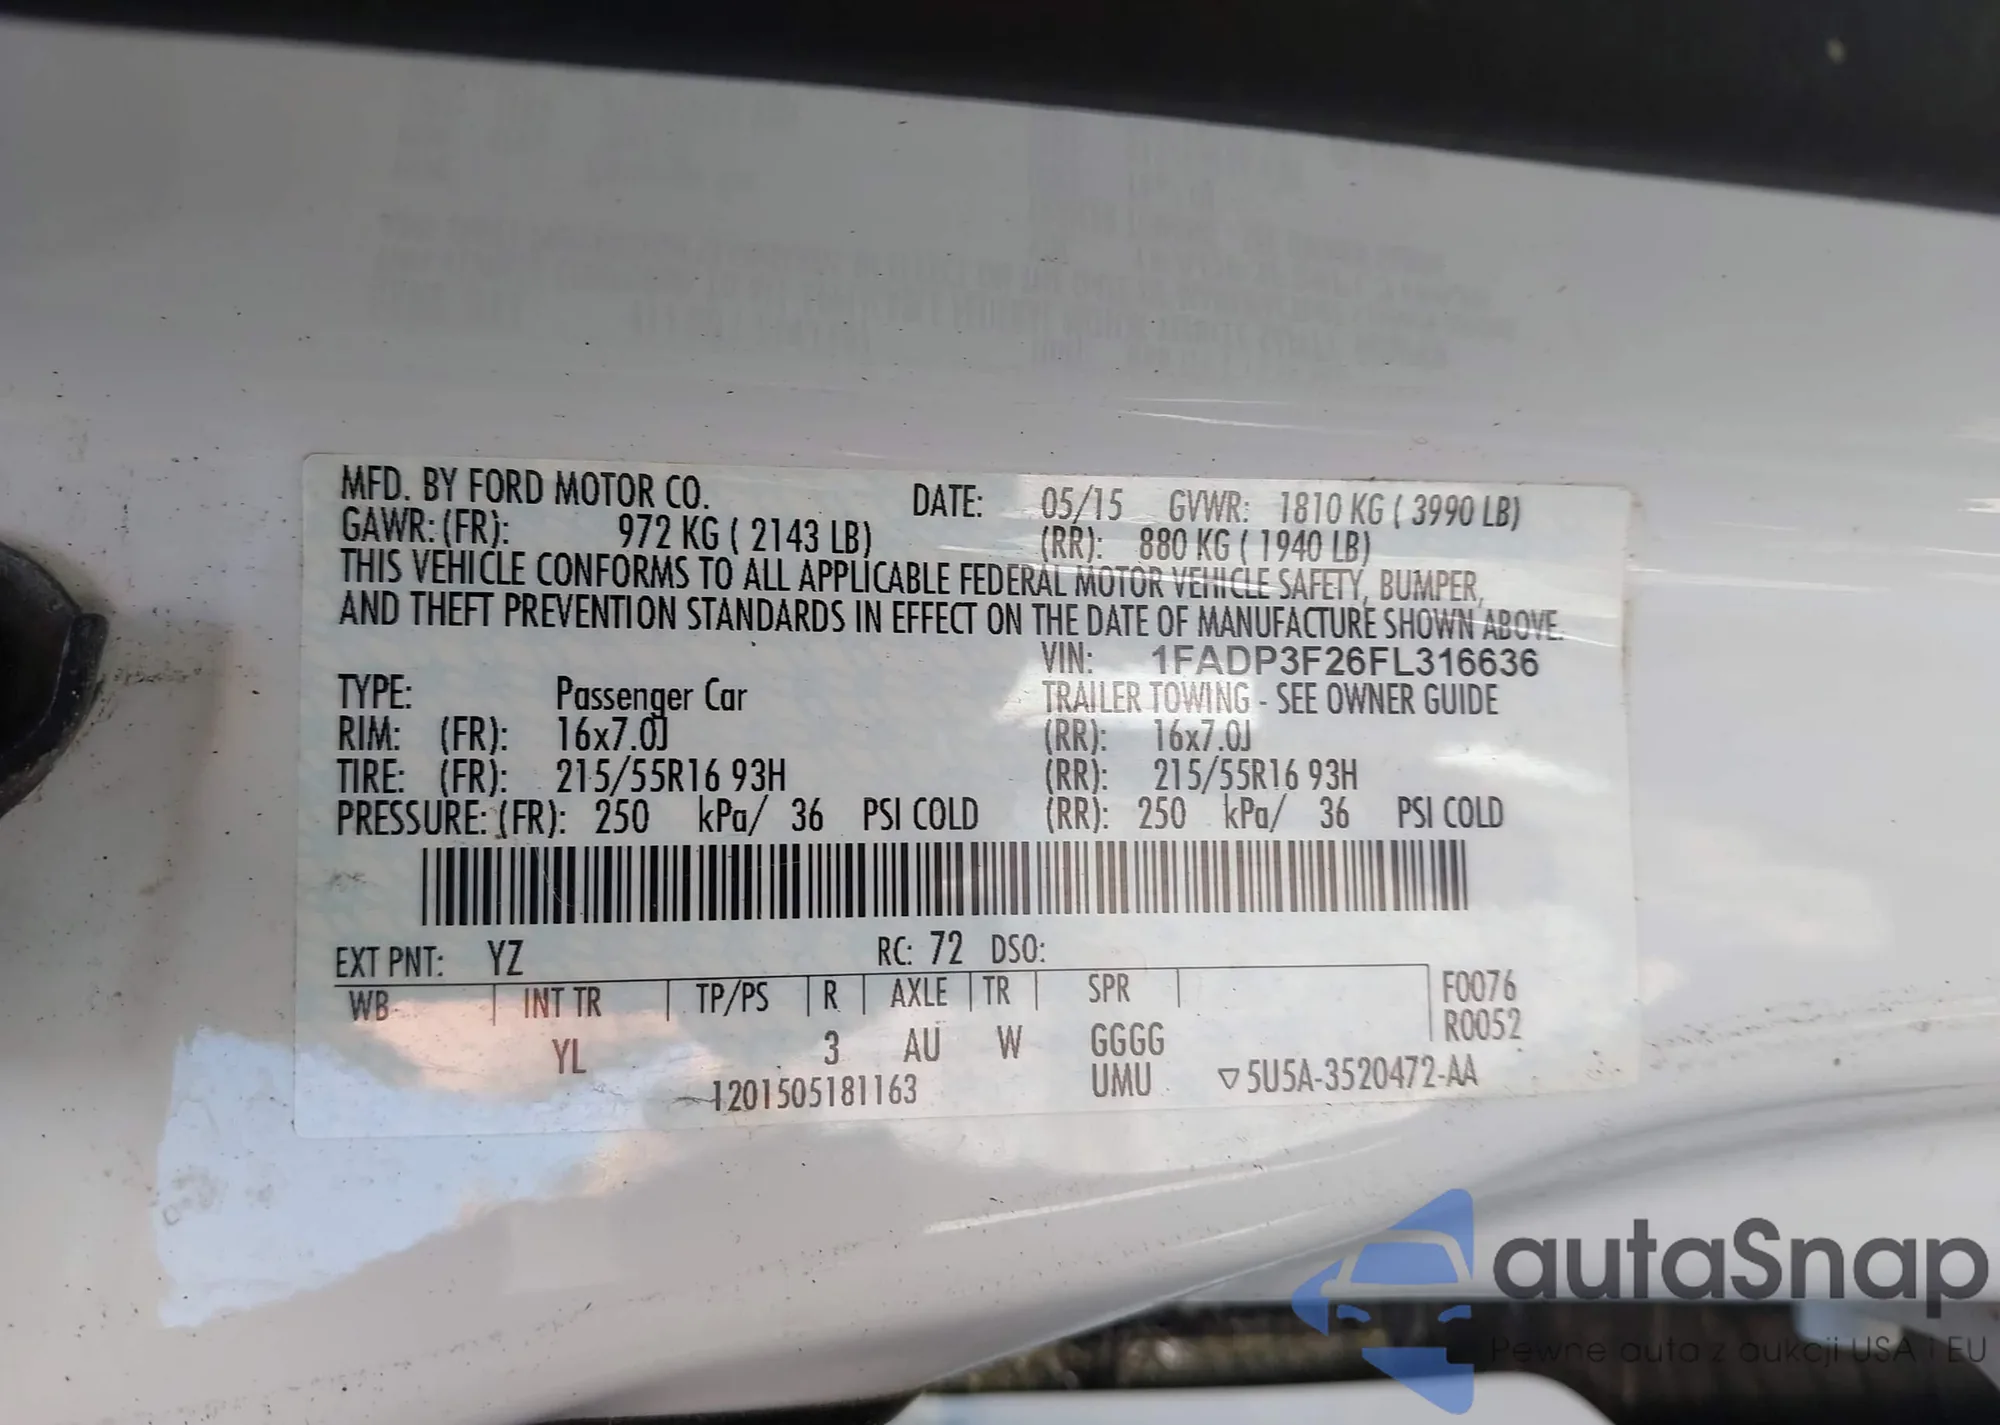 MFD. BY FORD MOTOR CO. DATE: 05/15 GVWR: 1810 KG ( 3990 LB)
GAWR: (FR): 972 KG ( 2143 LB) (RR): 880 KG ( 1940 LB)
THIS VEHICLE CONFORMS TO ALL APPLICABLE FEDERAL MOTOR VEHICLE SAFETY, BUMPER,
AND THEFT PREVENTION STANDARDS IN EFFECT ON THE DATE OF MANUFACTURE SHOWN ABOVE.
VIN: 1FADP3F26FL316636
TYPE: Passenger Car TRAILER TOWING - SEE OWNER GUIDE
RIM: (FR): 16x7.0J (RR): 16x7.0J
TIRE: (FR): 215/55R16 93H (RR): 215/55R16 93H
PRESSURE: (FR): 250 kPa/ 36 PSI COLD (RR): 250 kPa/ 36 PSI COLD
EXT PNT: YZ RC: 72 DSO:
WB INT TR TP/PS R AXLE TR SPR F0076
R0052
YL 3 AU W GGGG
1201505181163 UMU ▽5U5A-3520472-AA
autaSnap
Pewne auta z aukcji USA i EU